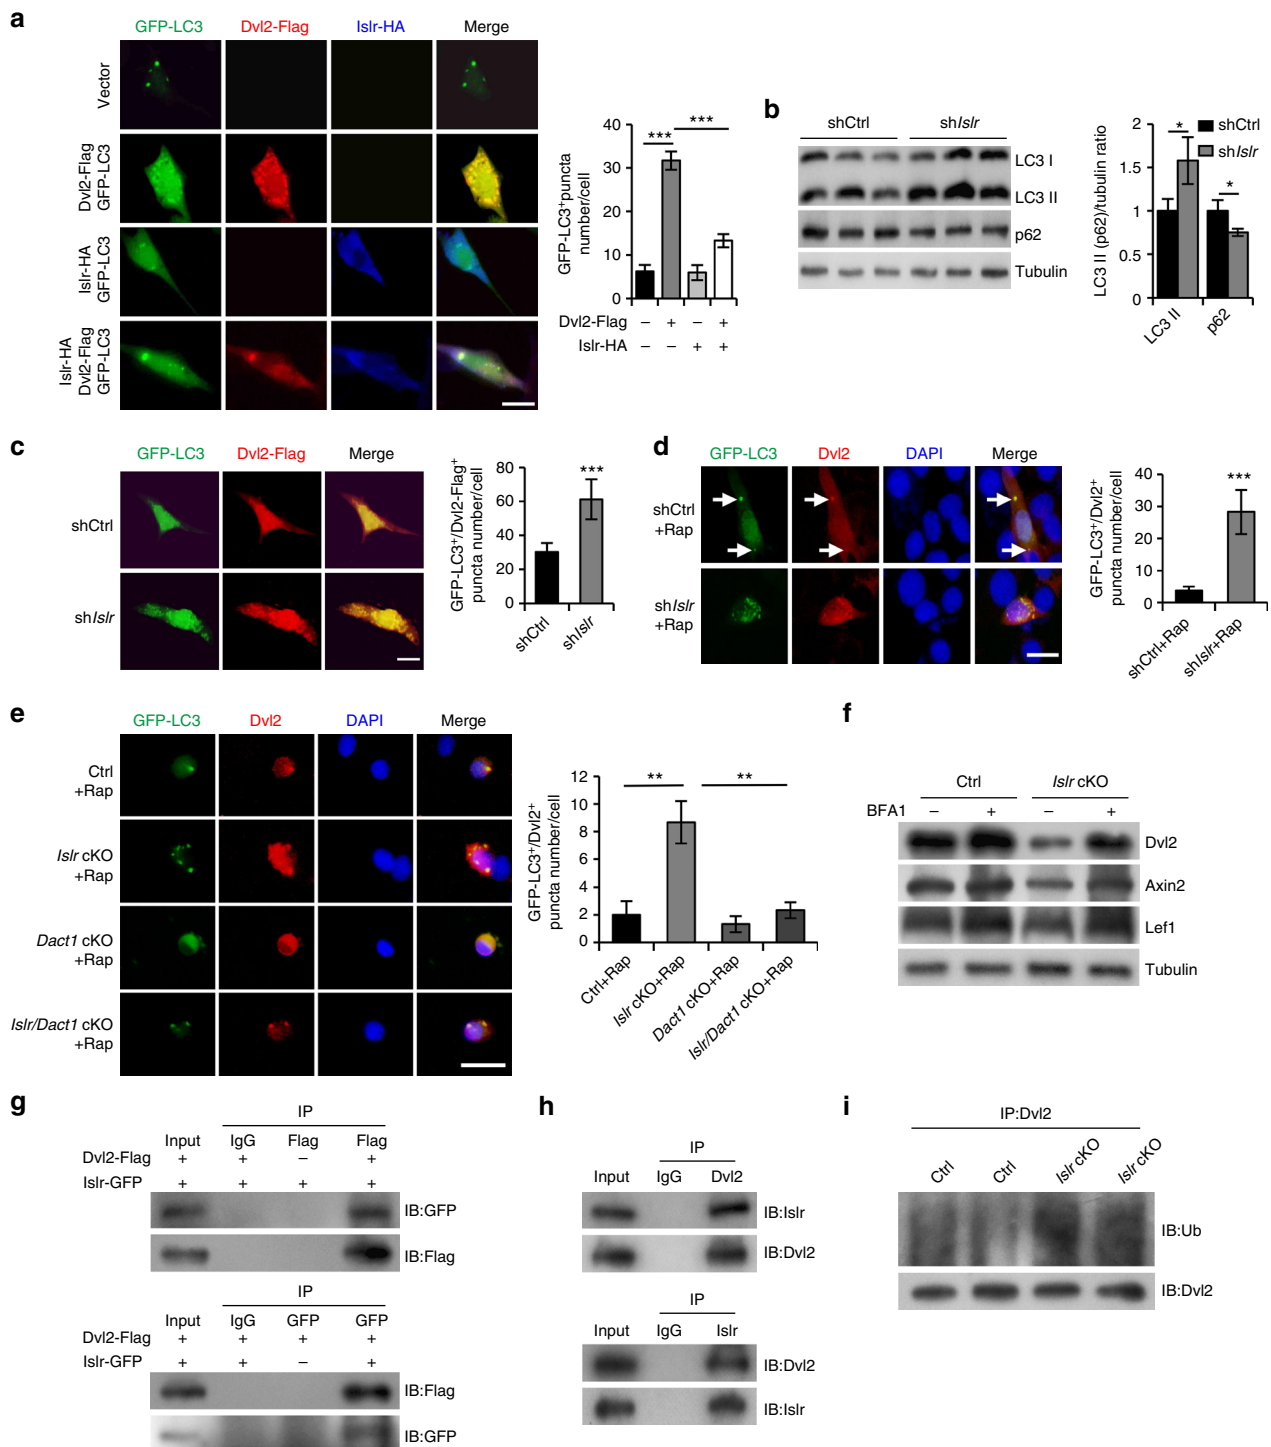 a
GFP-LC3 Dvl2-Flag Islr-HA Merge
Vector
Dvl2-Flag
GFP-LC3
Islr-HA
GFP-LC3
Islr-HA
Dvl2-Flag
GFP-LC3
GFP-LC3⁺puncta
number/cell
40
30
20
10
0
*** ***
Dvl2-Flag – + – +
Islr-HA – – + +
b
shCtrl shIslr
LC3 I
LC3 II
p62
Tubulin
LC3 II (p62)/tubulin ratio
2
1.5
1
0.5
0
* *
shCtrl
shIslr
LC3 II p62
c
GFP-LC3 Dvl2-Flag Merge
shCtrl
shIslr
GFP-LC3⁺/Dvl2-Flag⁺
puncta number/cell
80
60
40
20
0
***
shCtrl shIslr
d
GFP-LC3 Dvl2 DAPI Merge
shCtrl
+Rap
shIslr
+Rap
GFP-LC3⁺/Dvl2⁺
puncta number/cell
40
30
20
10
0
***
shCtrl+Rap shIslr+Rap
e
GFP-LC3 Dvl2 DAPI Merge
Ctrl
+Rap
Islr cKO
+Rap
Dact1 cKO
+Rap
Islr/Dact1 cKO
+Rap
GFP-LC3⁺/Dvl2⁺
puncta number/cell
12
10
8
6
4
2
0
** **
Ctrl+Rap Islr cKO+Rap Dact1 cKO+Rap Islr/Dact1 cKO+Rap
f
Ctrl Islr cKO
BFA1 – + – +
Dvl2
Axin2
Lef1
Tubulin
g
IP
Input IgG Flag Flag
Dvl2-Flag + + – +
Islr-GFP + + + +
IB:GFP
IB:Flag
IP
Input IgG GFP GFP
Dvl2-Flag + + + +
Islr-GFP + + – +
IB:Flag
IB:GFP
h
IP
Input IgG Dvl2
IB:Islr
IB:Dvl2
IP
Input IgG Islr
IB:Dvl2
IB:Islr
i
IP:Dvl2
Ctrl Ctrl Islr cKO Islr cKO
IB:Ub
IB:Dvl2